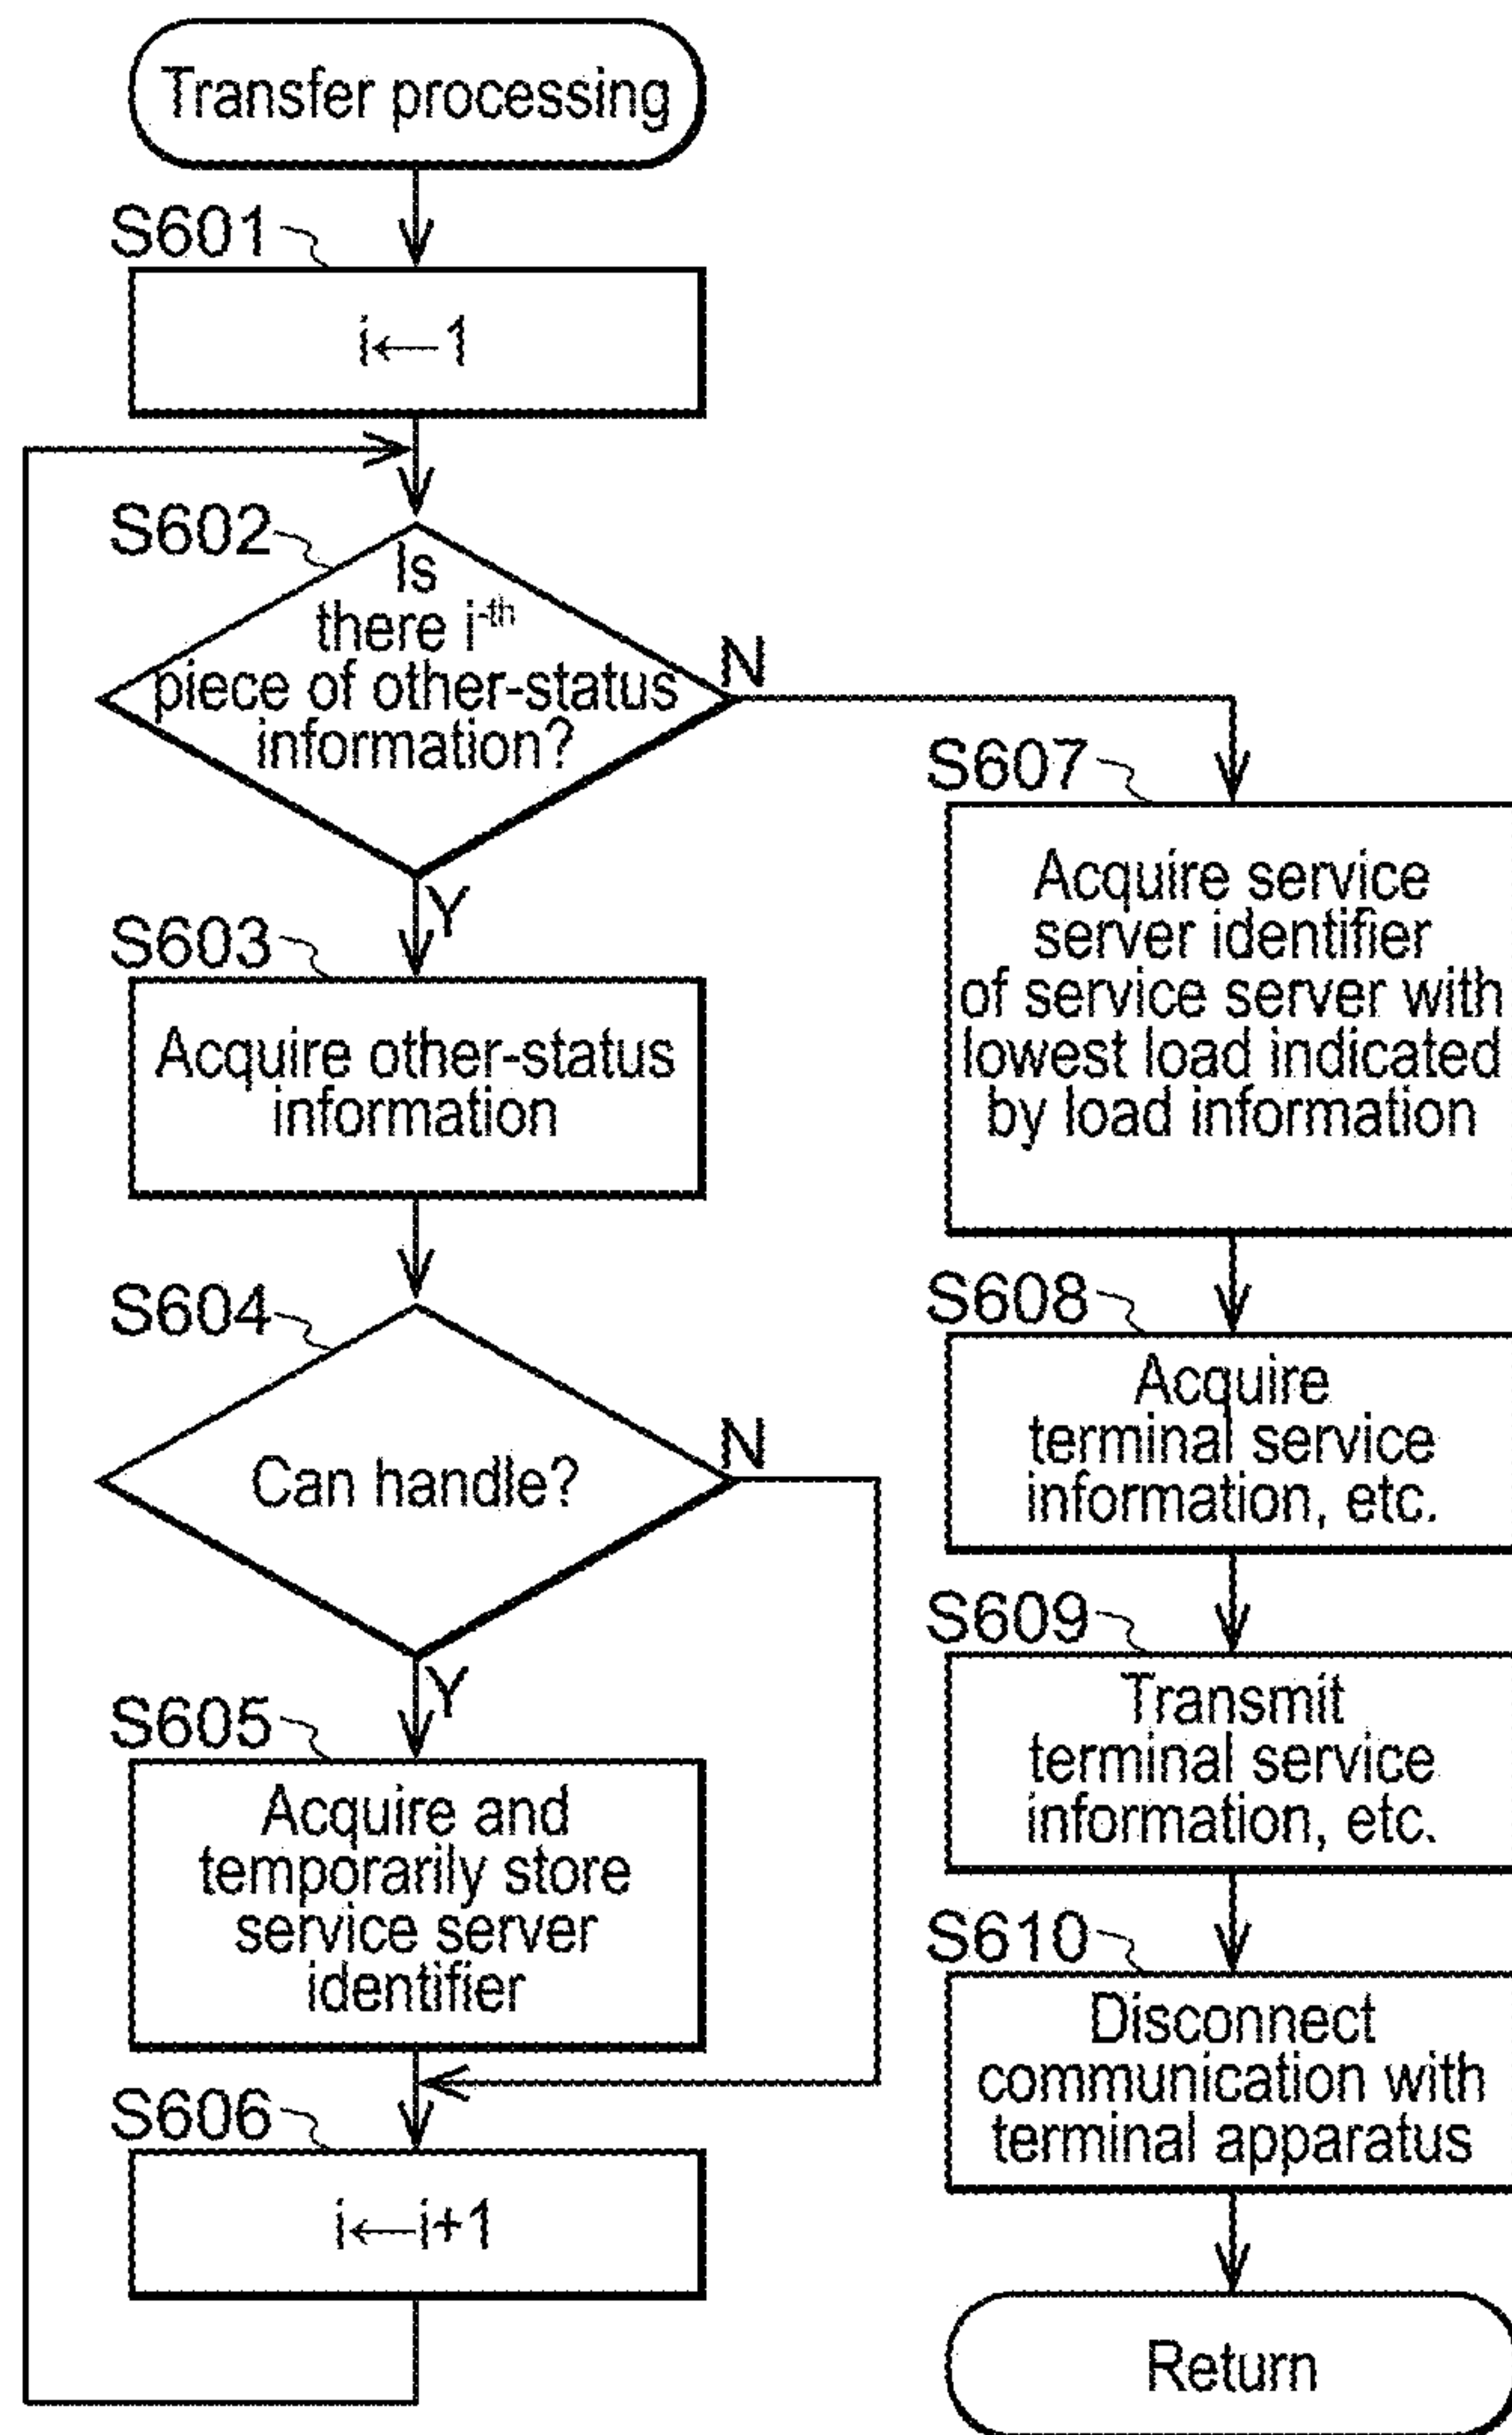 Transfer processing
S601
i←1
S602
Is
there i-th
piece of other-status
information?
N
Y
S603
Acquire other-status
information
S604
Can handle?
N
Y
S605
Acquire and
temporarily store
service server
identifier
S606
i←i+1
S607
Acquire service
server identifier
of service server with
lowest load indicated
by load information
S608
Acquire
terminal service
information, etc.
S609
Transmit
terminal service
information, etc.
S610
Disconnect
communication with
terminal apparatus
Return